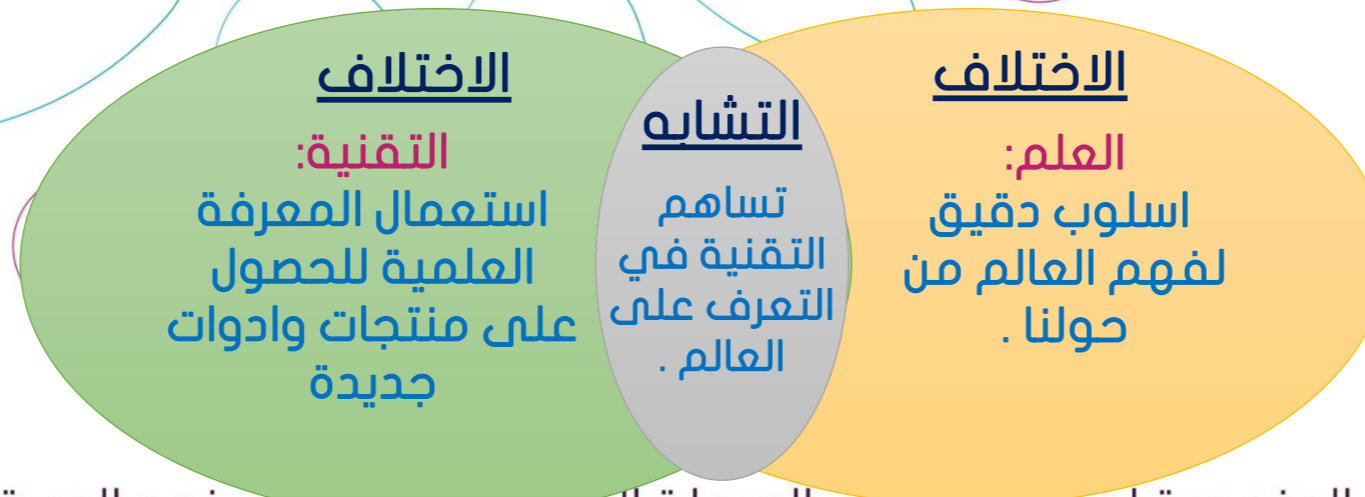 الاختلاف
العلم:
اسلوب دقيق
لفهم العالم من
حولنا .
التشابه
تساهم
التقنية في
التعرف على
العالم .
الاختلاف
التقنية:
استعمال المعرفة
العلمية للحصول
على منتجات وادوات
جديدة